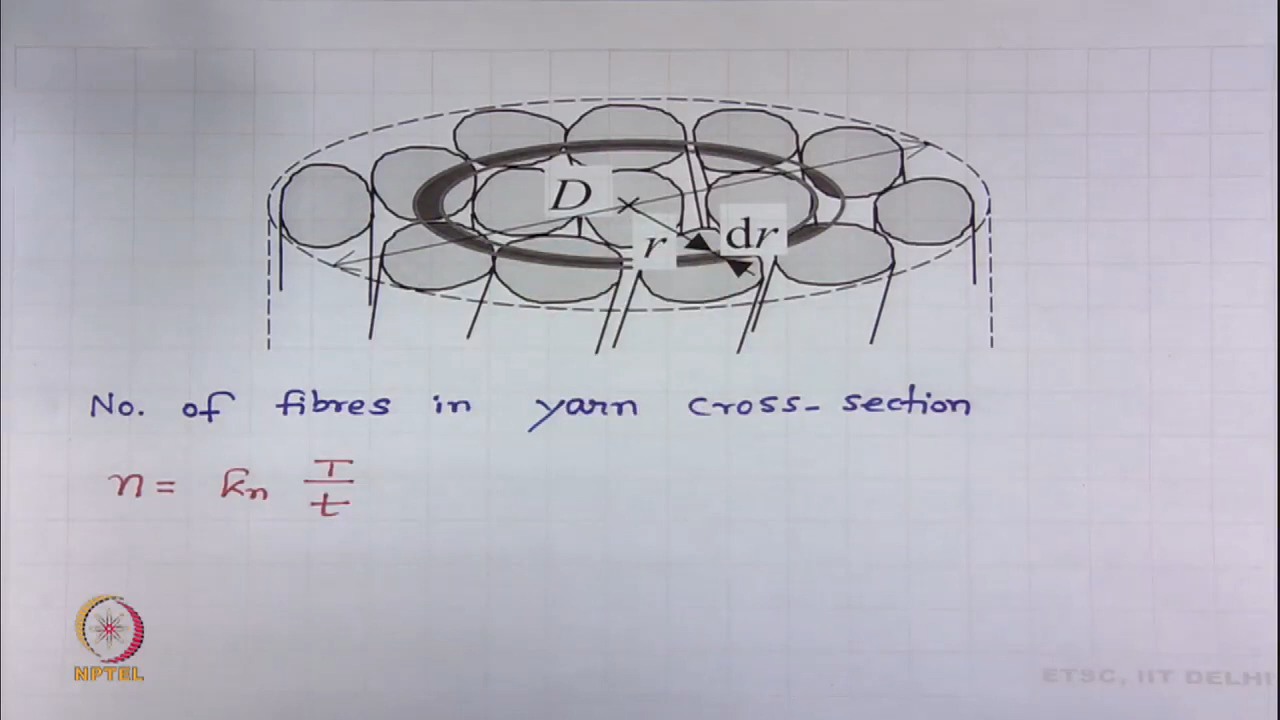 D
r
dr
No. of fibres in yarn cross-section
n = kn T/t
NPTEL
ETSC, IIT DELHI